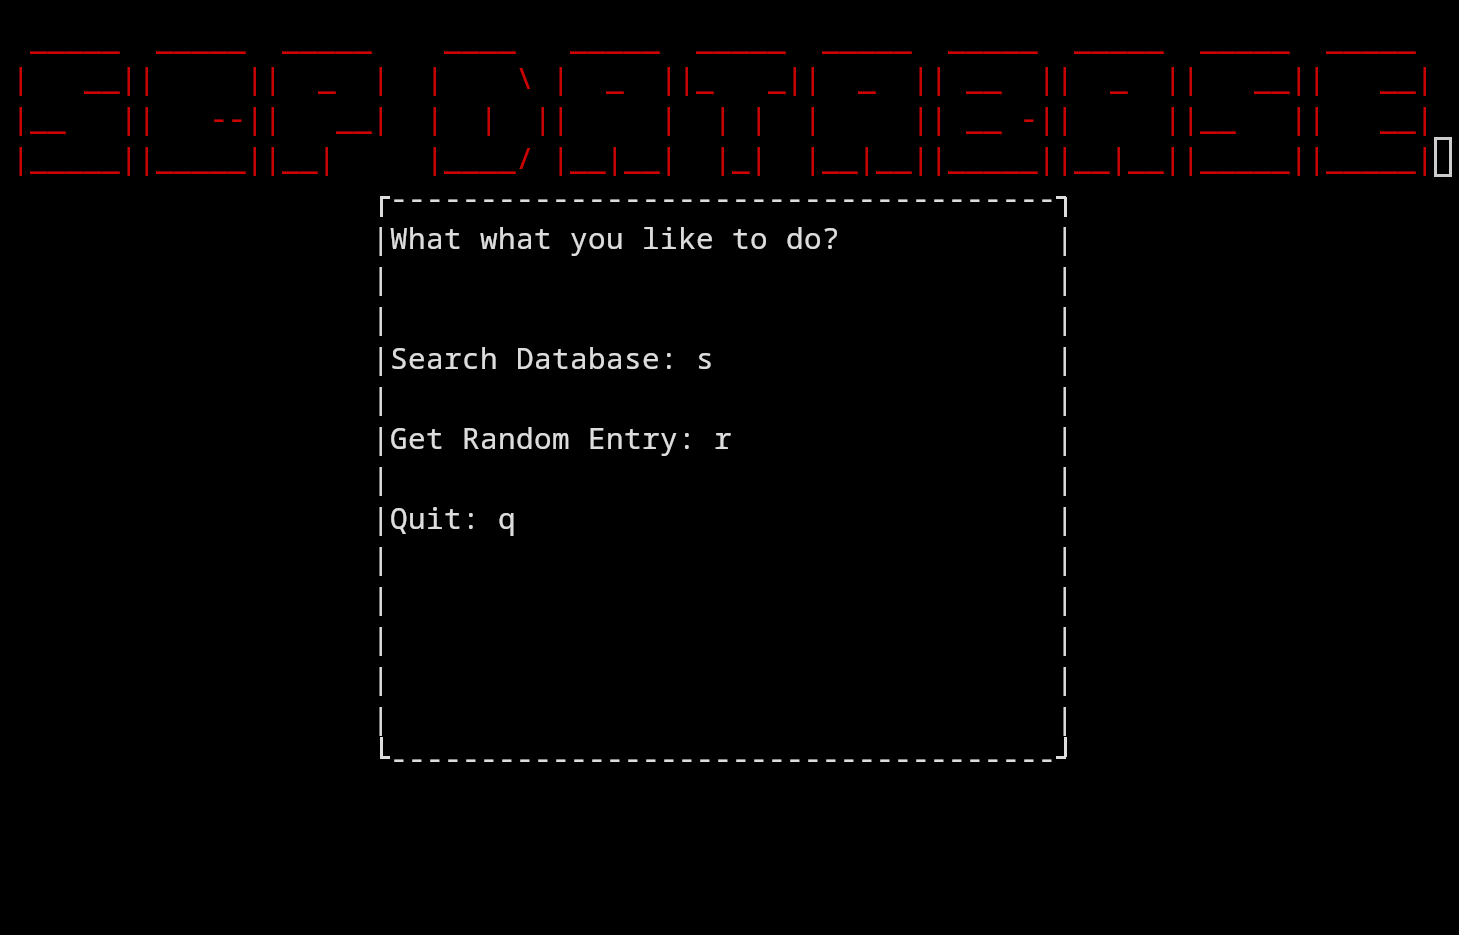 SCP DATABASE
What what you like to do?
Search Database: s
Get Random Entry: r
Quit: q